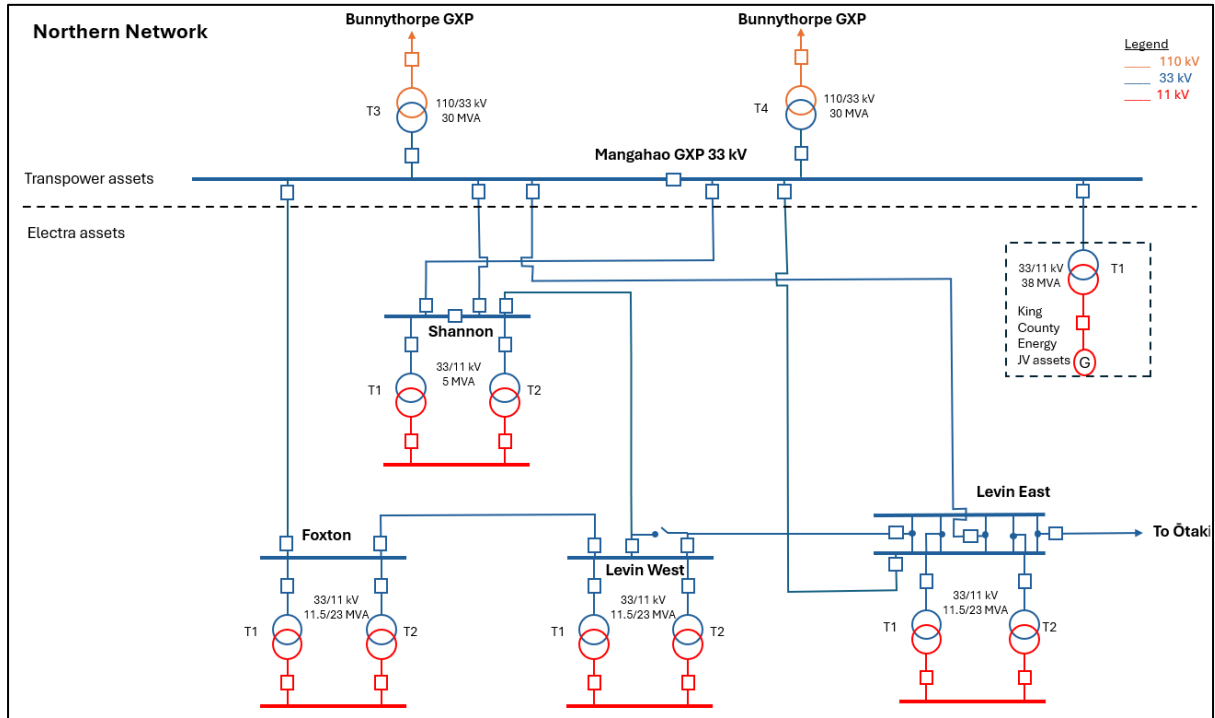 Northern Network
Bunnythorpe GXP
Bunnythorpe GXP
Legend
110 kV
33 kV
11 kV
T3
110/33 kV
30 MVA
T4
110/33 kV
30 MVA
Mangahao GXP 33 kV
Transpower assets
Electra assets
33/11 kV
38 MVA
T1
King
County
Energy
JV assets
G
Shannon
33/11 kV
5 MVA
T1
T2
Levin East
To Ōtaki
Foxton
Levin West
33/11 kV
11.5/23 MVA
T1
T2
33/11 kV
11.5/23 MVA
T1
T2
33/11 kV
11.5/23 MVA
T1
T2